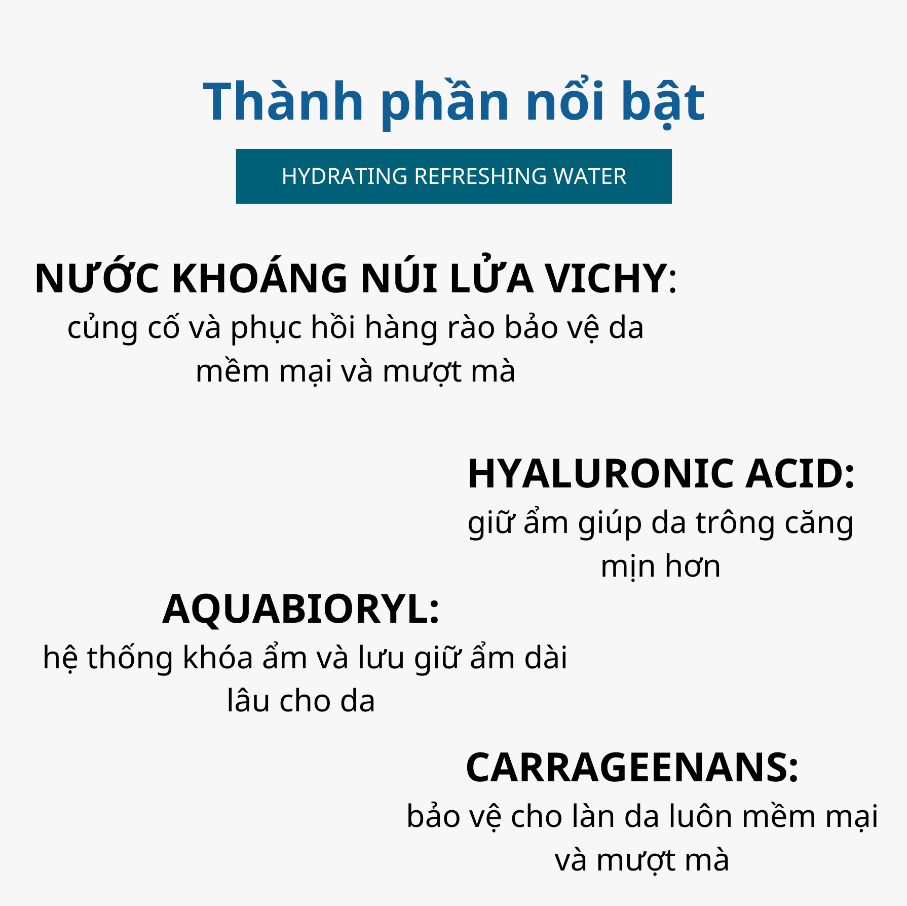 Thành phần nổi bật
HYDRATING REFRESHING WATER
NƯỚC KHOÁNG NÚI LỬA VICHY:
củng cố và phục hồi hàng rào bảo vệ da
mềm mại và mượt mà
HYALURONIC ACID:
giữ ẩm giúp da trông căng
mịn hơn
AQUABIORYL:
hệ thống khóa ẩm và lưu giữ ẩm dài
lâu cho da
CARRAGEENANS:
bảo vệ cho làn da luôn mềm mại
và mượt mà